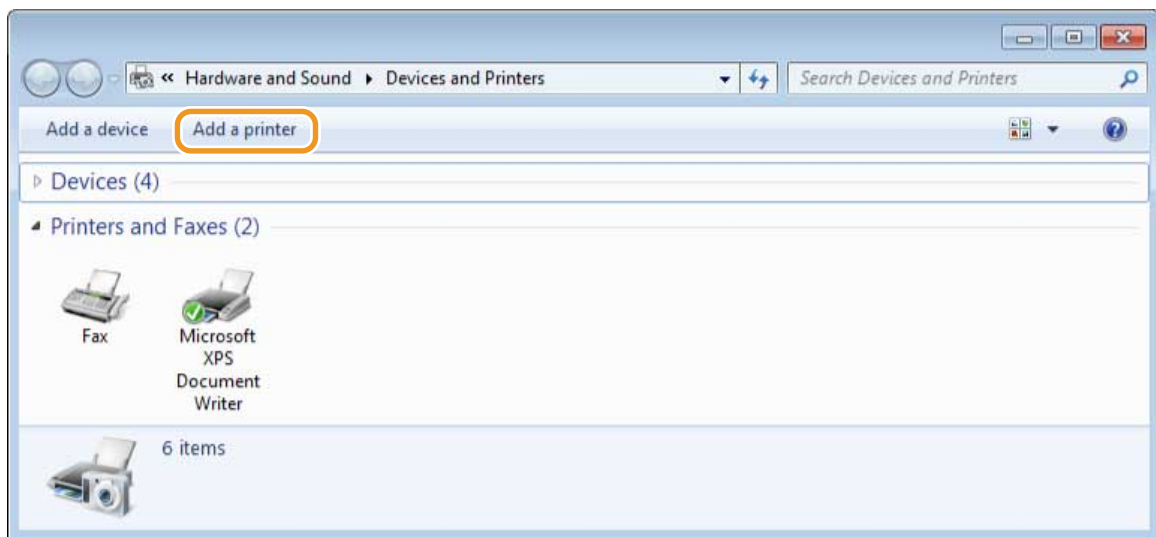 « Hardware and Sound ▸ Devices and Printers
Search Devices and Printers
Add a device
Add a printer
Devices (4)
Printers and Faxes (2)
Fax
Microsoft
XPS
Document
Writer
6 items